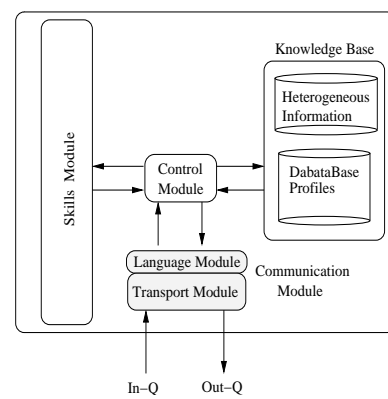 Knowledge Base
Heterogeneous
Information
DabataBase
Profiles
Skills Module
Control
Module
Language Module
Transport Module
Communication
Module
In-Q
Out-Q